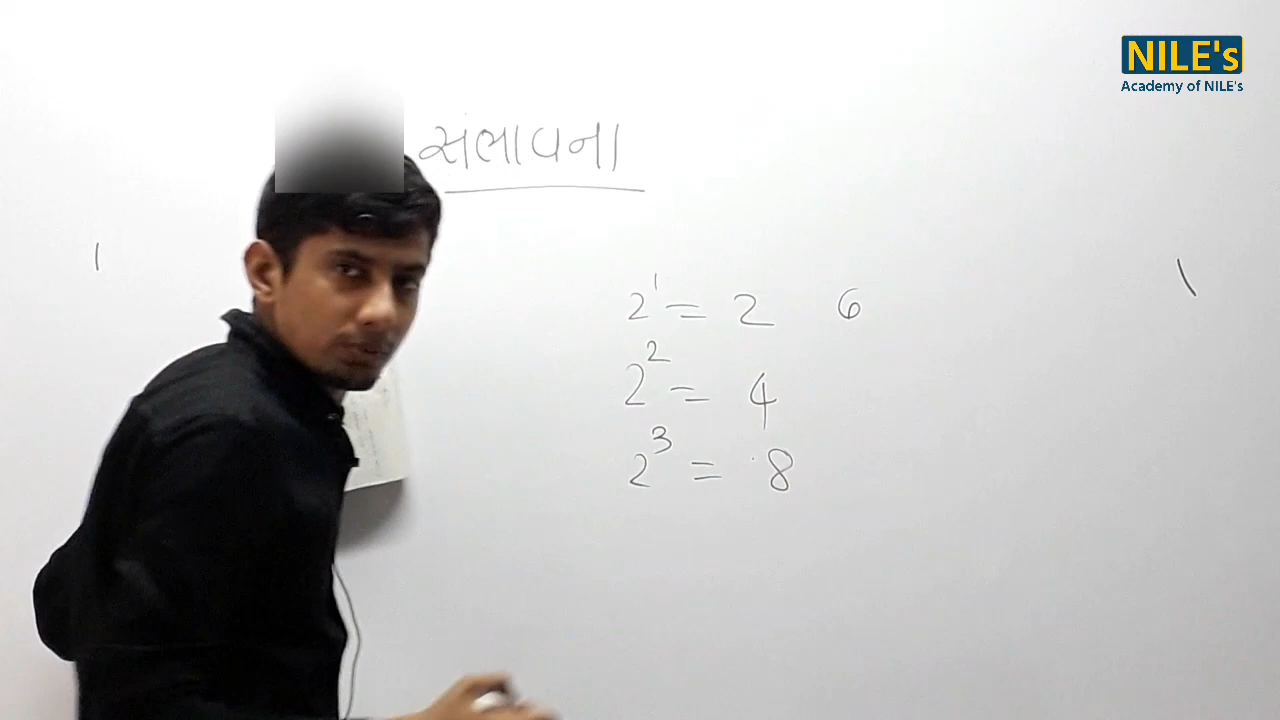 NILE's
Academy of NILE's
સંભાવના
2¹ = 2 6
2² = 4
2³ = 8